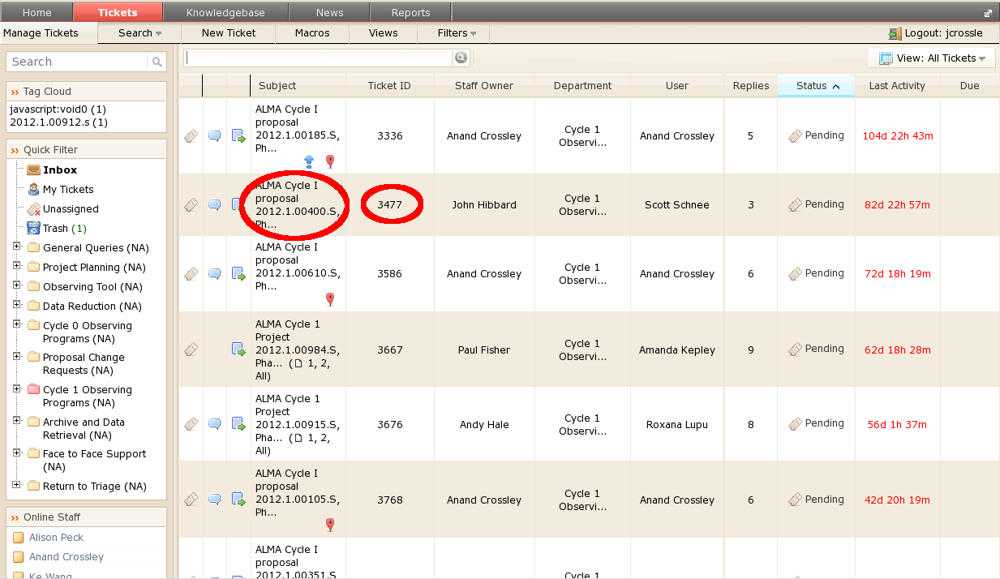 Home Tickets Knowledgebase News Reports
Manage Tickets Search New Ticket Macros Views Filters Logout: jcrossle
Search
View: All Tickets
Tag Cloud
javascript:void0 (1)
2012.1.00912.s (1)
Quick Filter
Inbox
My Tickets
Unassigned
Trash (1)
General Queries (NA)
Project Planning (NA)
Observing Tool (NA)
Data Reduction (NA)
Cycle 0 Observing
Programs (NA)
Proposal Change
Requests (NA)
Cycle 1 Observing
Programs (NA)
Archive and Data
Retrieval (NA)
Face to Face Support
(NA)
Return to Triage (NA)
Online Staff
Alison Peck
Anand Crossley
Ke Wang
Subject Ticket ID Staff Owner Department User Replies Status Last Activity Due
ALMA Cycle I
proposal
2012.1.00185.S,
Ph...
3336 Anand Crossley
Cycle 1
Observi...
Anand Crossley 5 Pending 104d 22h 43m
ALMA Cycle I
proposal
2012.1.00400.S,
Ph...
3477 John Hibbard
Cycle 1
Observi...
Scott Schnee 3 Pending 82d 22h 57m
ALMA Cycle I
proposal
2012.1.00610.S,
Ph...
3586 Anand Crossley
Cycle 1
Observi...
Anand Crossley 6 Pending 72d 18h 19m
ALMA Cycle 1
Project
2012.1.00984.S,
Pha... ( 1, 2,
All)
3667 Paul Fisher
Cycle 1
Observi...
Amanda Kepley 9 Pending 62d 18h 28m
ALMA Cycle 1
Project
2012.1.00915.S,
Pha... ( 1, 2,
All)
3676 Andy Hale
Cycle 1
Observi...
Roxana Lupu 8 Pending 56d 1h 37m
ALMA Cycle I
proposal
2012.1.00105.S,
Ph...
3768 Anand Crossley
Cycle 1
Observi...
Anand Crossley 6 Pending 42d 20h 19m
ALMA Cycle I
proposal
2012.1.00351.S,
Cycle 1